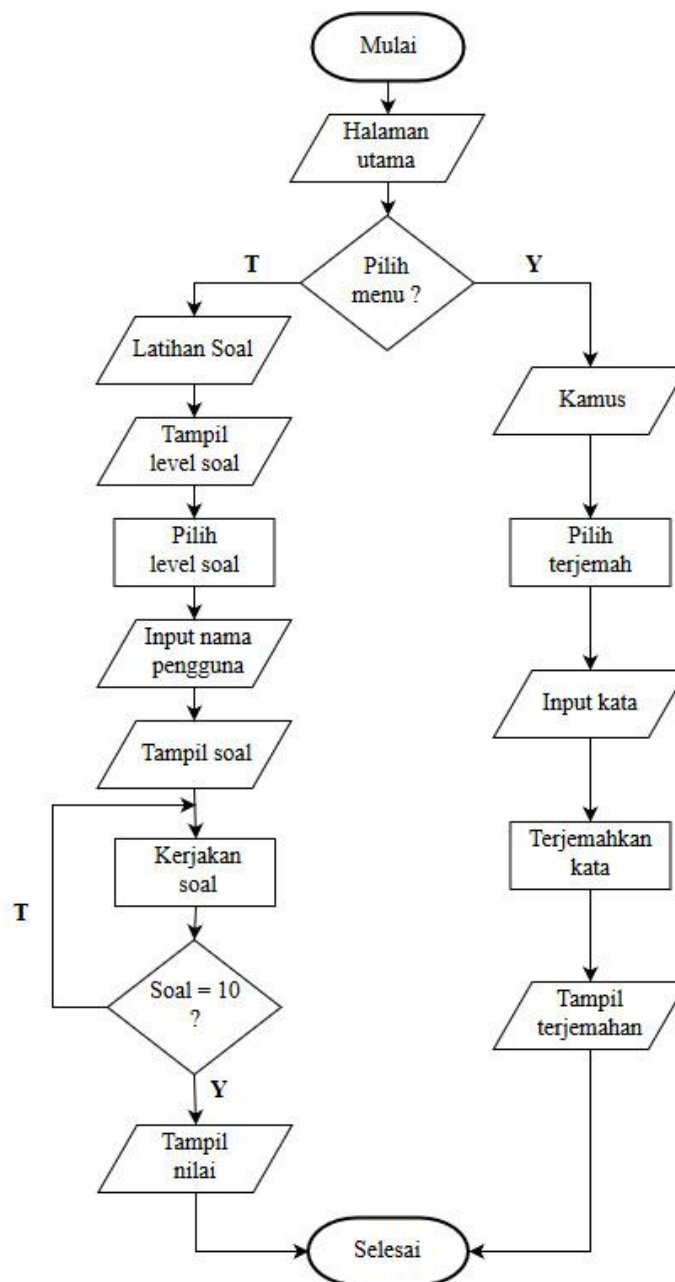 Mulai
Halaman
utama
Pilih
menu ?
T
Y
Latihan Soal
Tampil
level soal
Pilih
level soal
Input nama
pengguna
Tampil soal
Kerjakan
soal
T
Soal = 10
?
Y
Tampil
nilai
Kamus
Pilih
terjemah
Input kata
Terjemahkan
kata
Tampil
terjemahan
Selesai